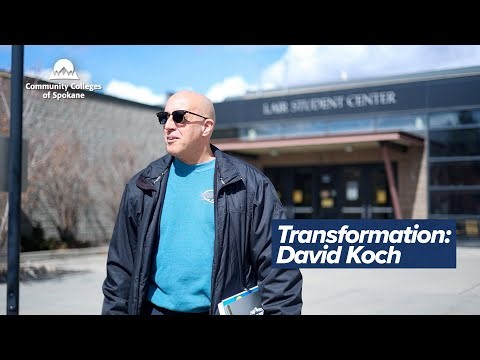 Community Colleges
of Spokane
LAIR STUDENT CENTER
Transformation:
David Koch